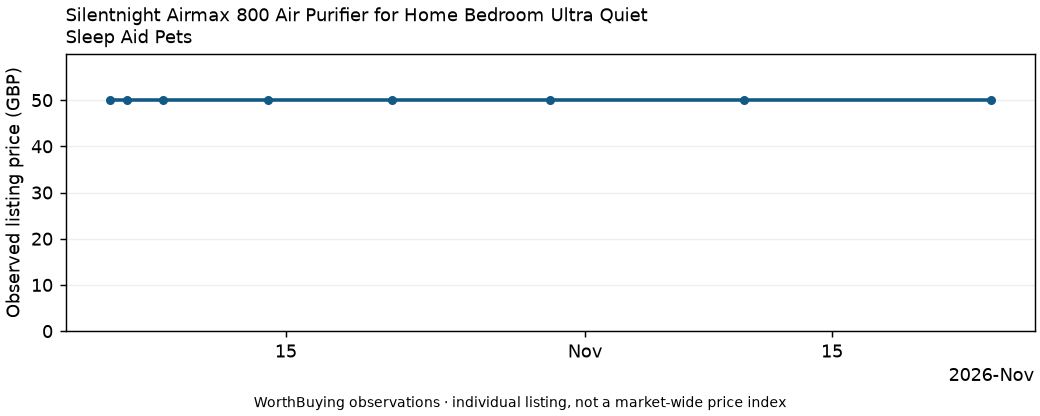 Silentnight Airmax 800 Air Purifier for Home Bedroom Ultra Quiet
Sleep Aid Pets
Observed listing price (GBP)
50
40
30
20
10
0
15
Nov
15
2026-Nov
WorthBuying observations · individual listing, not a market-wide price index